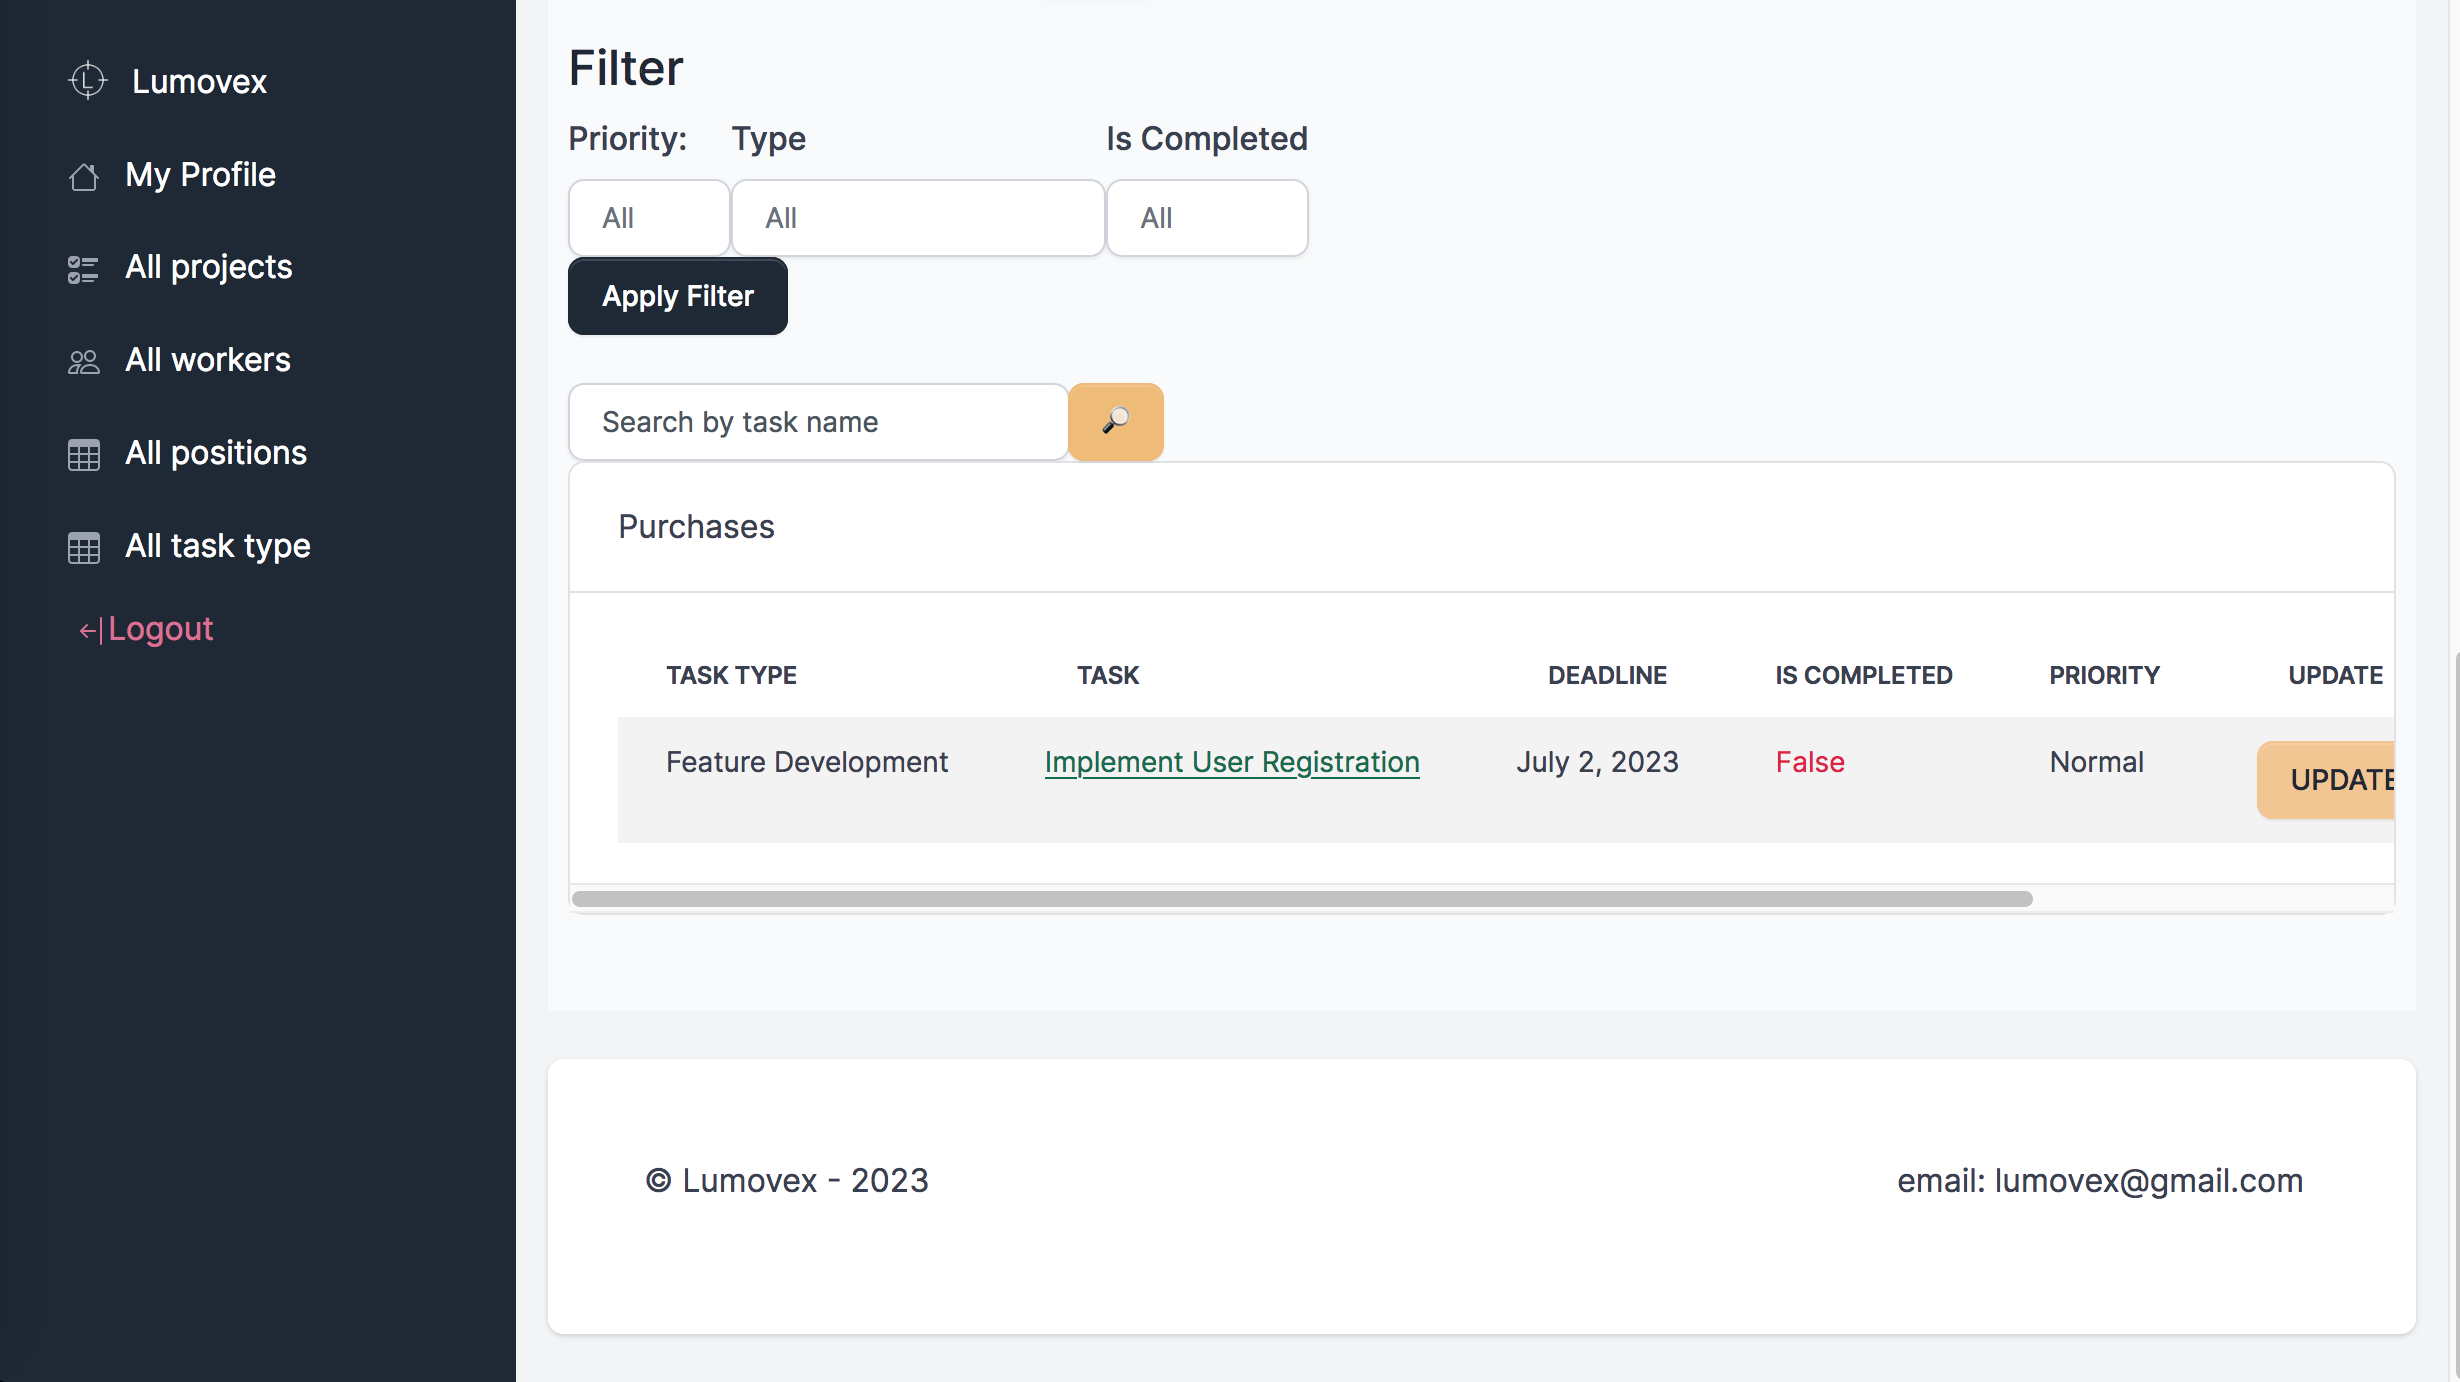 Lumovex
My Profile
All projects
All workers
All positions
All task type
Logout
Filter
Priority: Type Is Completed
All All All
Apply Filter
Search by task name
Purchases
TASK TYPE TASK DEADLINE IS COMPLETED PRIORITY UPDATE
Feature Development Implement User Registration July 2, 2023 False Normal UPDATE
© Lumovex - 2023 email: lumovex@gmail.com